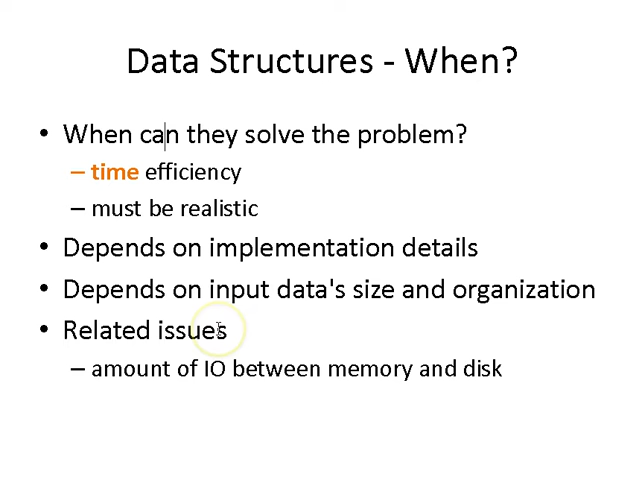 Data Structures - When?
• When can they solve the problem?
– time efficiency
– must be realistic
• Depends on implementation details
• Depends on input data's size and organization
• Related issues
– amount of IO between memory and disk